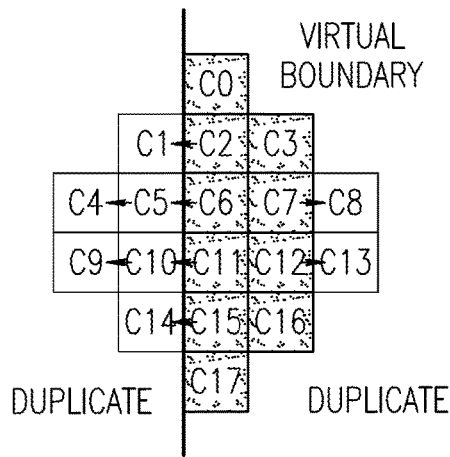 VIRTUAL
BOUNDARY
C0
C1 C2 C3
C4 C5 C6 C7 C8
C9 C10 C11 C12 C13
C14 C15 C16
C17
DUPLICATE DUPLICATE